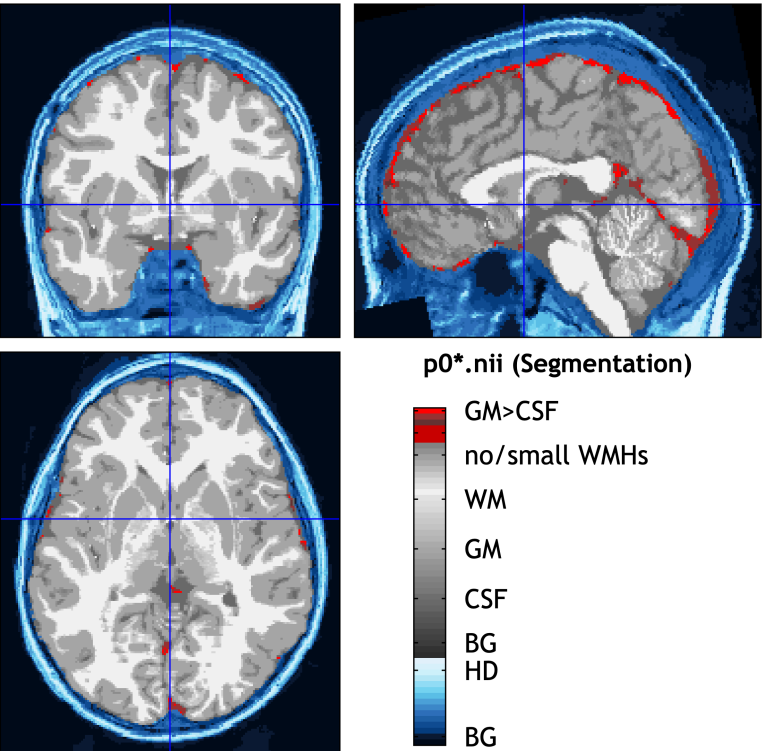 p0*.nii (Segmentation)
GM>CSF
no/small WMHs
WM
GM
CSF
BG
HD
BG